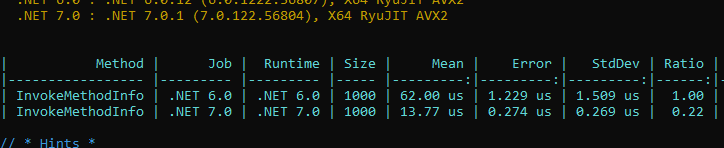 .NET 6.0 : .NET 6.0.12 (6.0.1222.56807), X64 RyuJIT AVX2
.NET 7.0 : .NET 7.0.1 (7.0.122.56804), X64 RyuJIT AVX2
| Method | Job | Runtime | Size | Mean | Error | StdDev | Ratio |
|----------------- |--------- |--------- |----- |---------:|---------:|---------:|------:|
| InvokeMethodInfo | .NET 6.0 | .NET 6.0 | 1000 | 62.00 us | 1.229 us | 1.509 us | 1.00 |
| InvokeMethodInfo | .NET 7.0 | .NET 7.0 | 1000 | 13.77 us | 0.274 us | 0.269 us | 0.22 |
// * Hints *